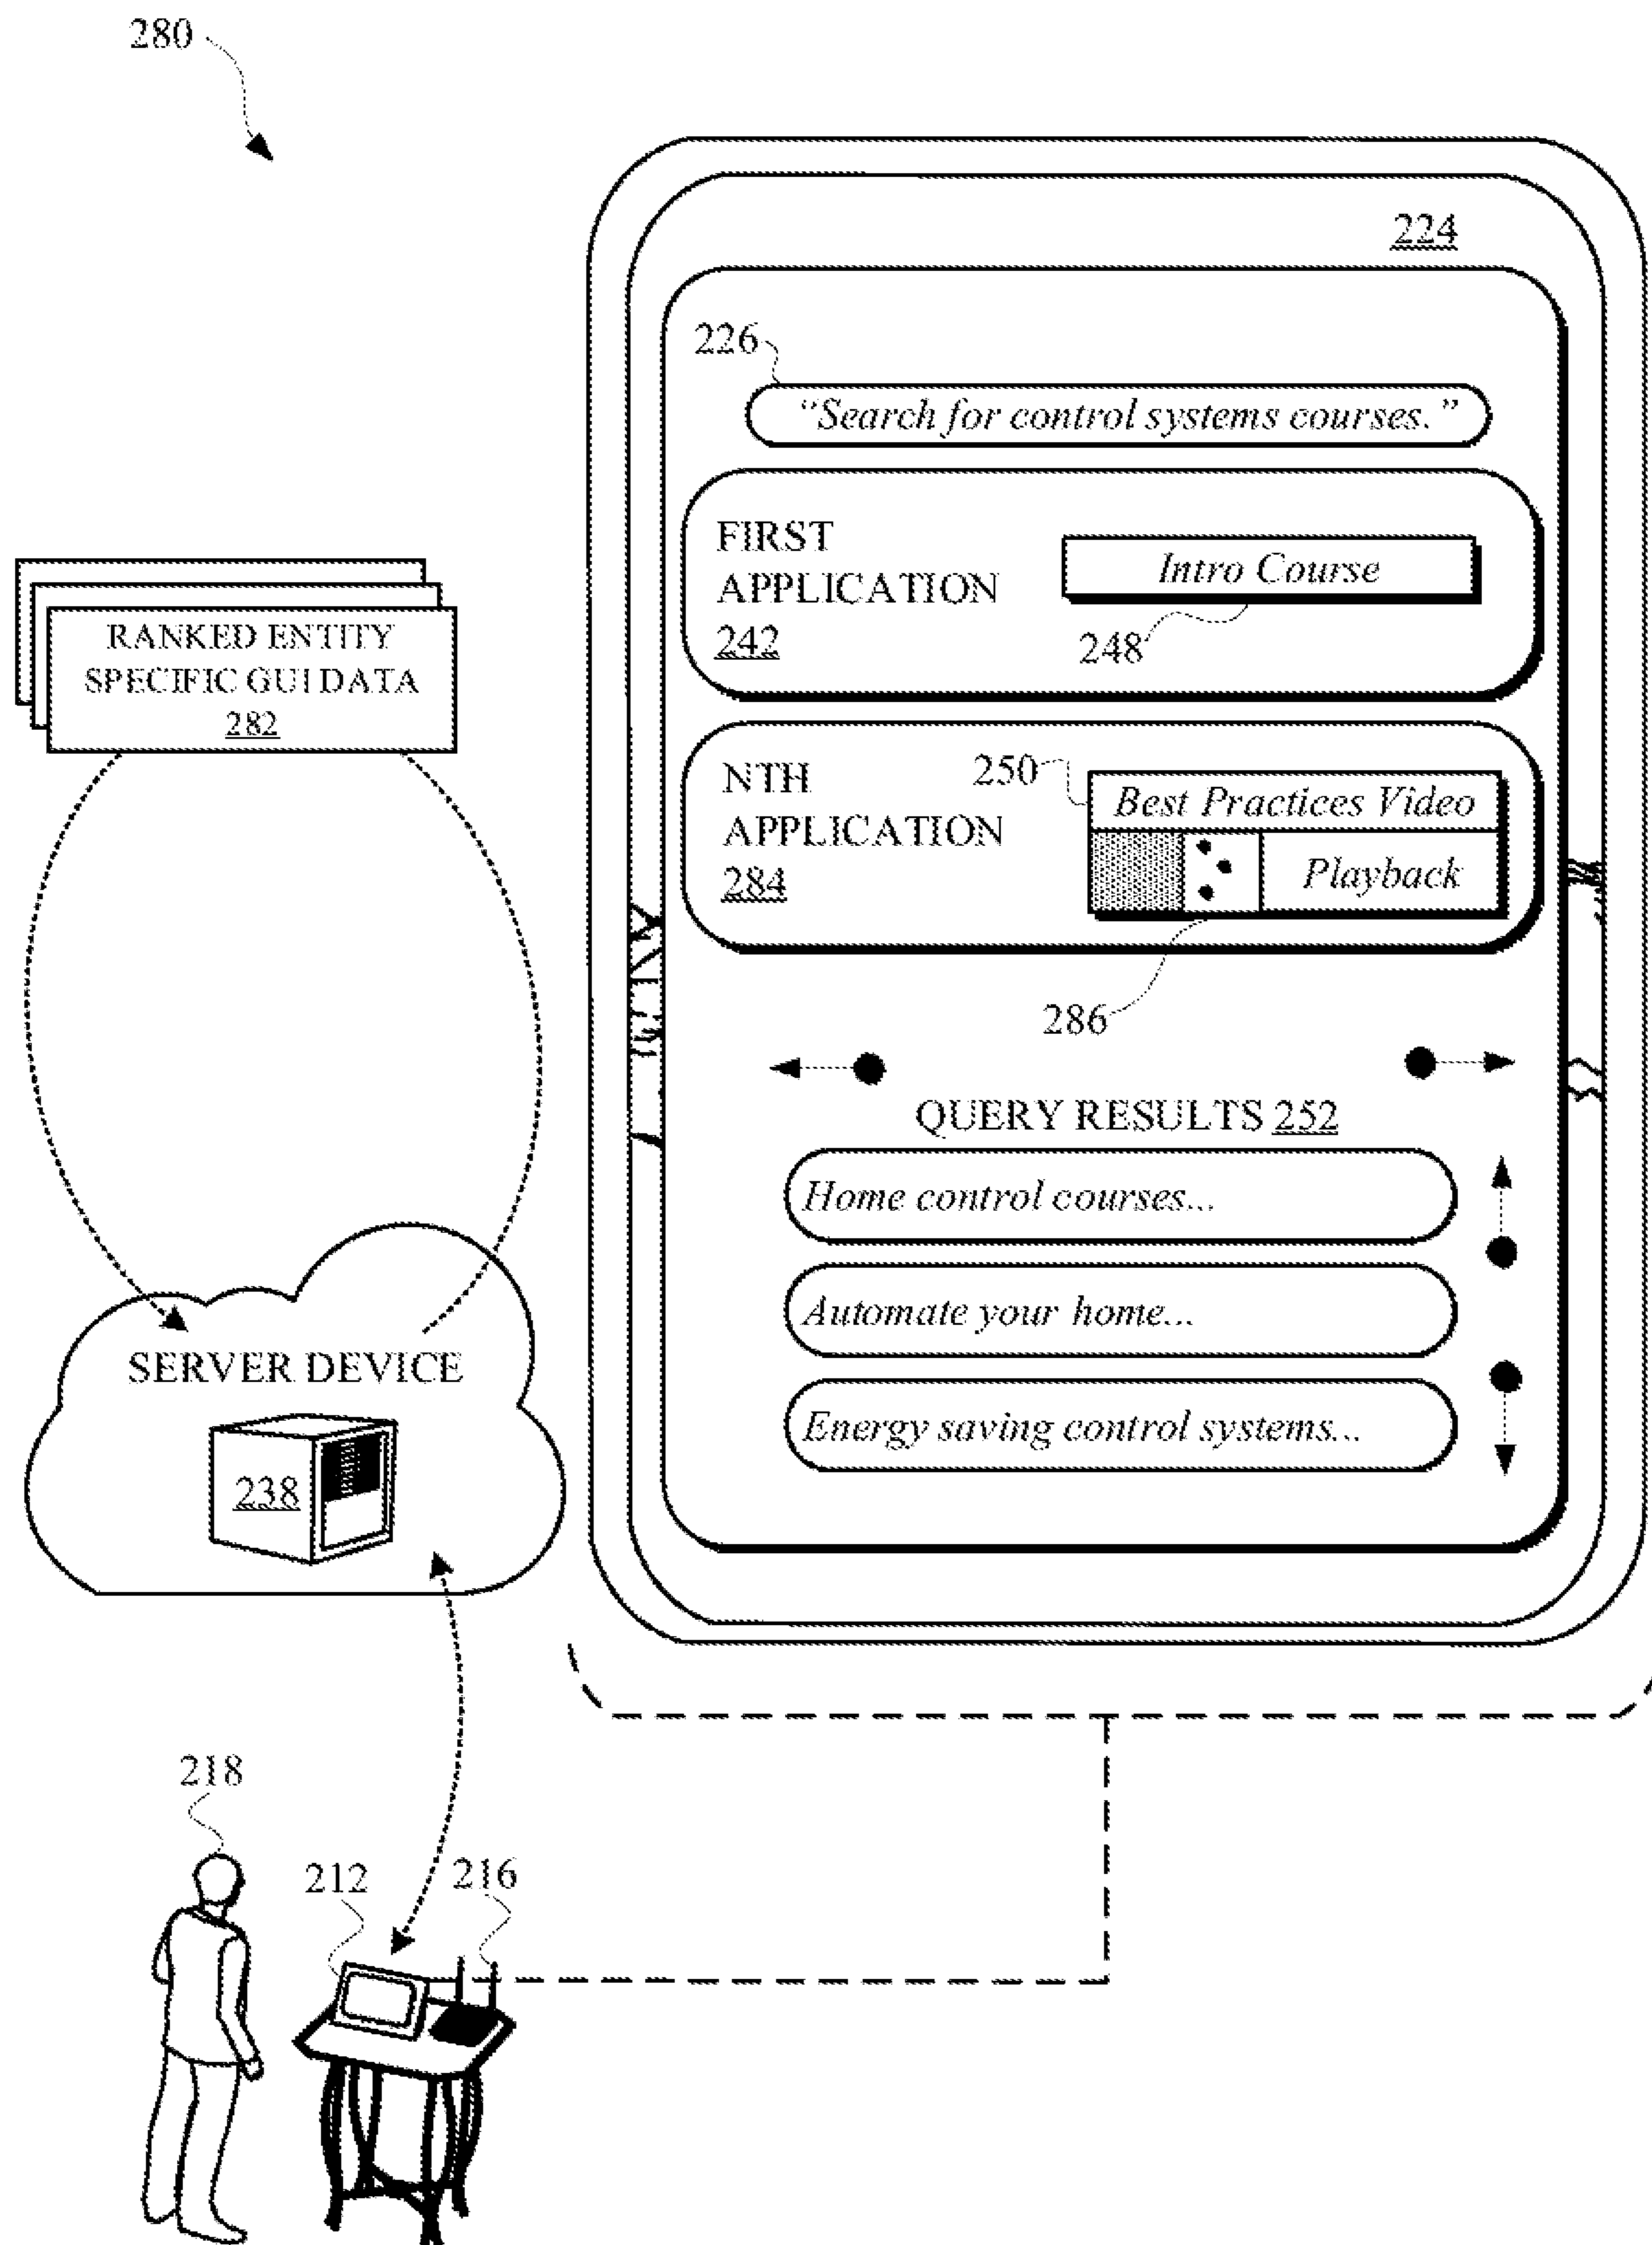 280
224
226
“Search for control systems courses.”
FIRST
APPLICATION
242
Intro Course
248
RANKED ENTITY
SPECIFIC GUI DATA
282
NTH
APPLICATION
284
250
Best Practices Video
Playback
286
QUERY RESULTS 252
Home control courses...
Automate your home...
Energy saving control systems...
SERVER DEVICE
238
218
212
216